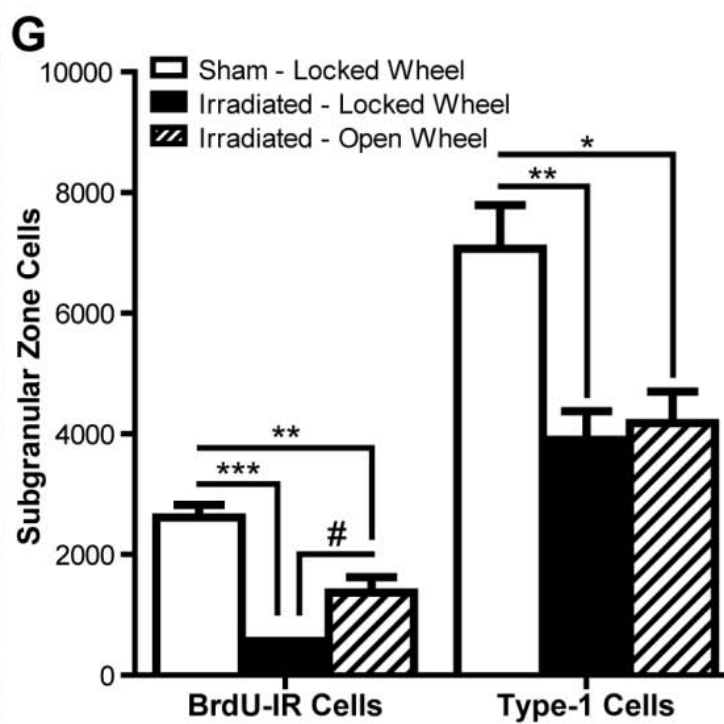 G
Subgranular Zone Cells
10000
8000
6000
4000
2000
0
Sham - Locked Wheel
Irradiated - Locked Wheel
Irradiated - Open Wheel
*
**
**
***
#
BrdU-IR Cells
Type-1 Cells